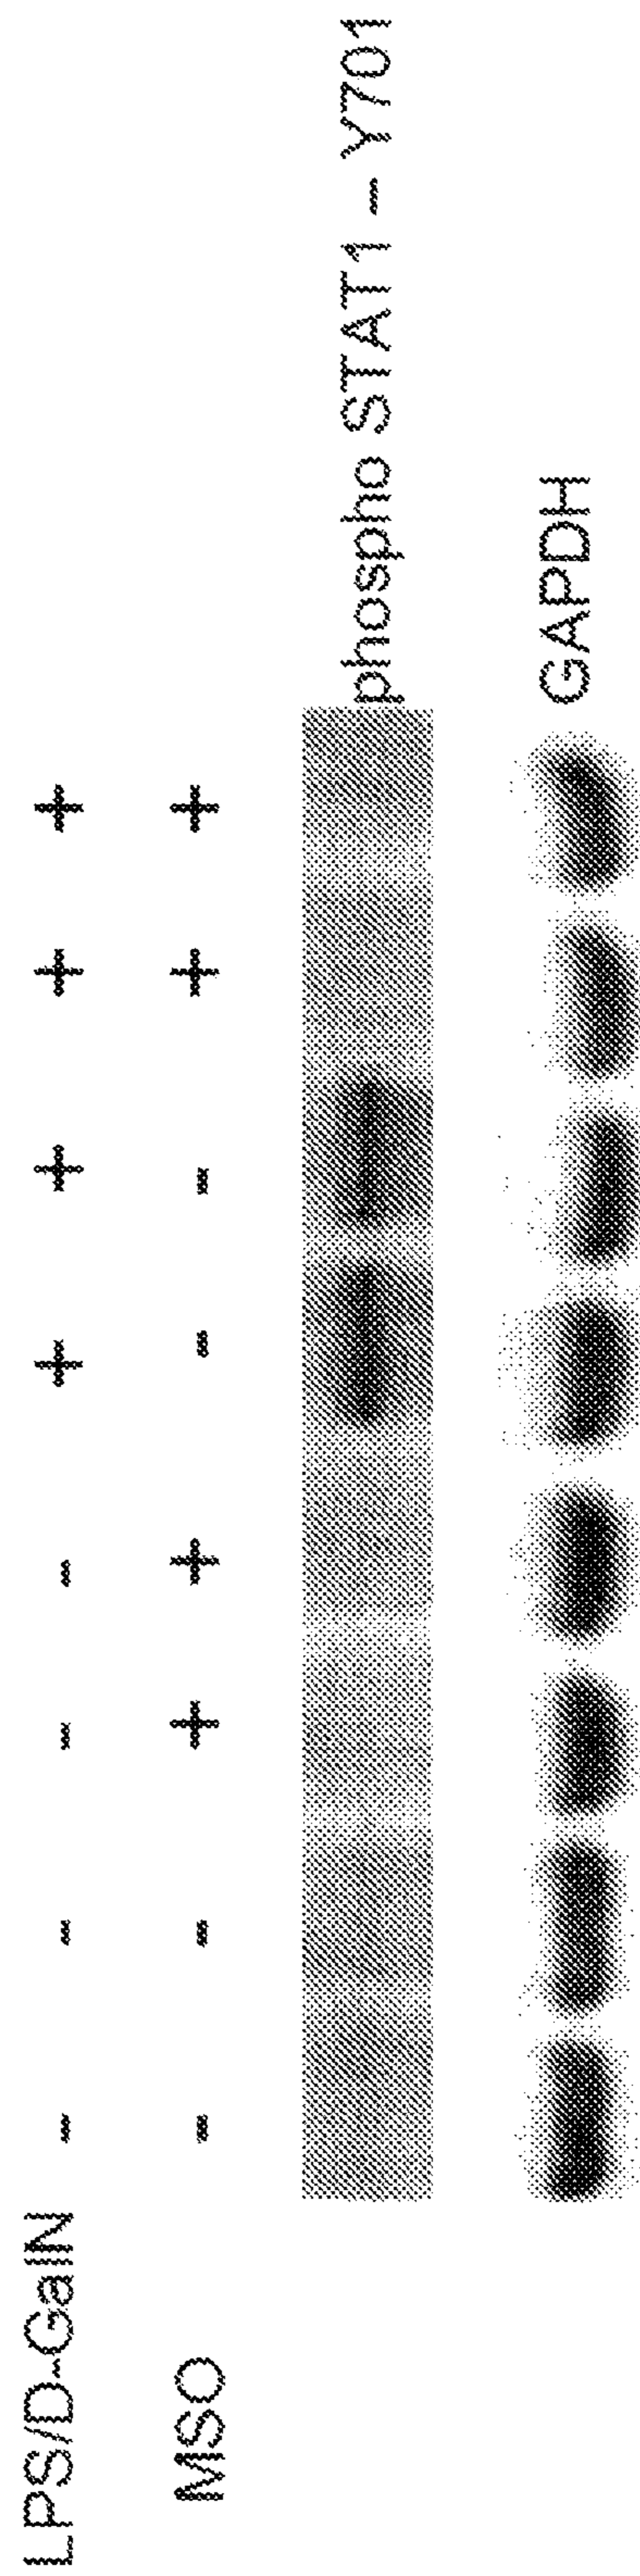 LPS/D-GalN - - - - + + + +
MSO - - + + - - + +
phospho STAT1 – Y701
GAPDH